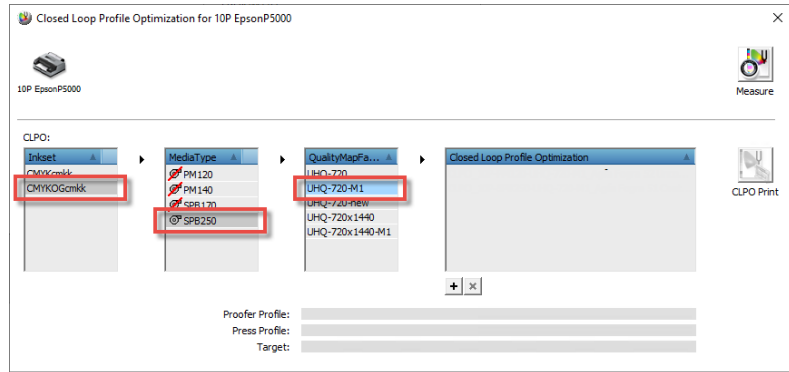 Closed Loop Profile Optimization for 10P EpsonP5000
10P EpsonP5000
Measure
CLPO:
Inkset
CMYKcmkk
CMYKOGcmkk
MediaType
PM120
PM140
SPB170
SPB250
QualityMapFa...
UHQ-720
UHQ-720-M1
UHQ-720-new
UHQ-720x1440
UHQ-720x1440-M1
Closed Loop Profile Optimization
-
CLPO Print
Proofer Profile:
Press Profile:
Target: